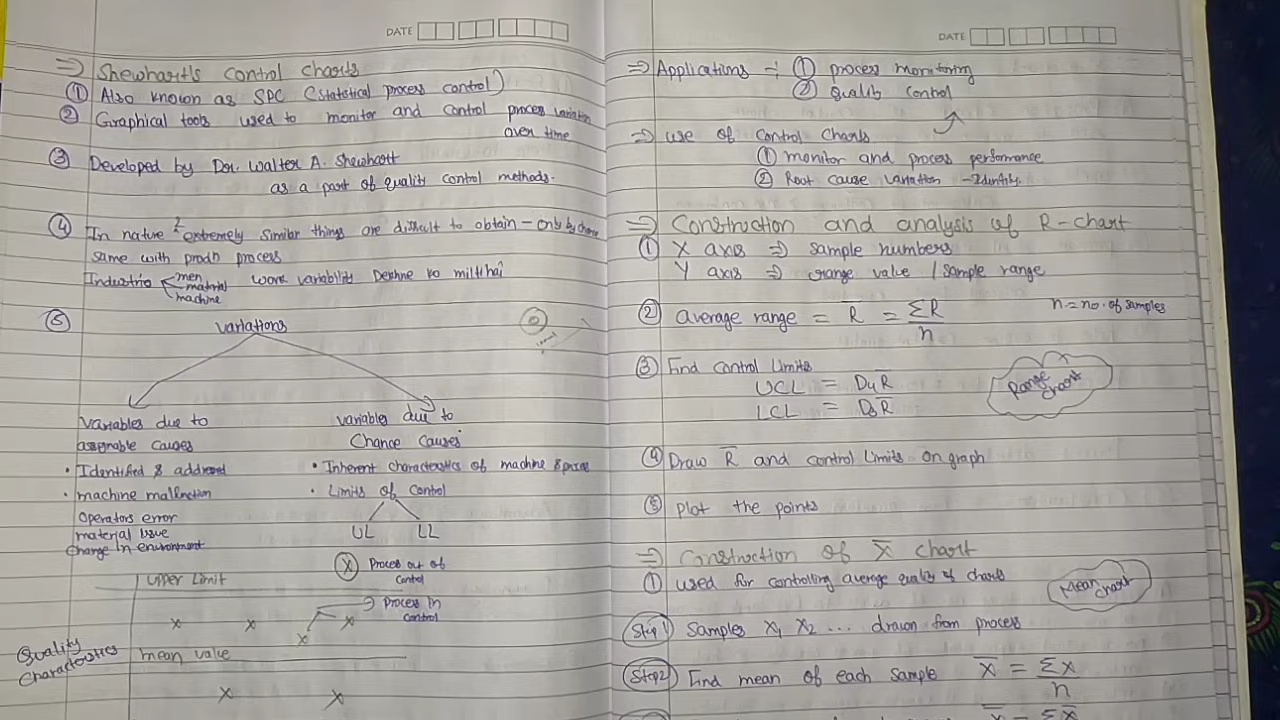 DATE
⇒ Shewhart's control charts
① Also known as SPC (Statistical process control)
② Graphical tools used to monitor and control process variation
over time
③ Developed by Dr. Walter A. Shewhart
as a part of quality control methods.
④ In nature 2 extremely similar things are difficult to obtain - only by chance
same with prodn process
Industrio men
material
machine
work variability Dekhne ko milti hai
⑤ Variations
Variables due to
assignable causes
• Identified & addressed
• machine malfnction
Operators error
material issue
Change in environment
Variables due to
Chance causes
• Inherent characteristics of machine & process
• Limits of control
UL LL
X Process out of
control
→ Process in
control
Upper Limit
Quality
Characteristics
mean value
DATE
⇒ Applications → ① process monitoring
② Quality control
⇒ Use of Control Charts
① monitor and process performance
② Root cause variation - Identify.
⇒ Construction and analysis of R-chart
① X axis ⇒ sample numbers
Y axis ⇒ range value / sample range
② average range = R̅ = ΣR / n n = no. of samples
③ Find control Limits
UCL = D₄R̅
LCL = D₃R̅
Range chart
④ Draw R̅ and control Limits on graph
⑤ Plot the points
⇒ Construction of X̅ chart
① used for controlling average quality of charts
Mean chart
Step 1 Samples X₁ X₂ ... drawn from process
Step 2 Find mean of each sample X̅ = Σx / n